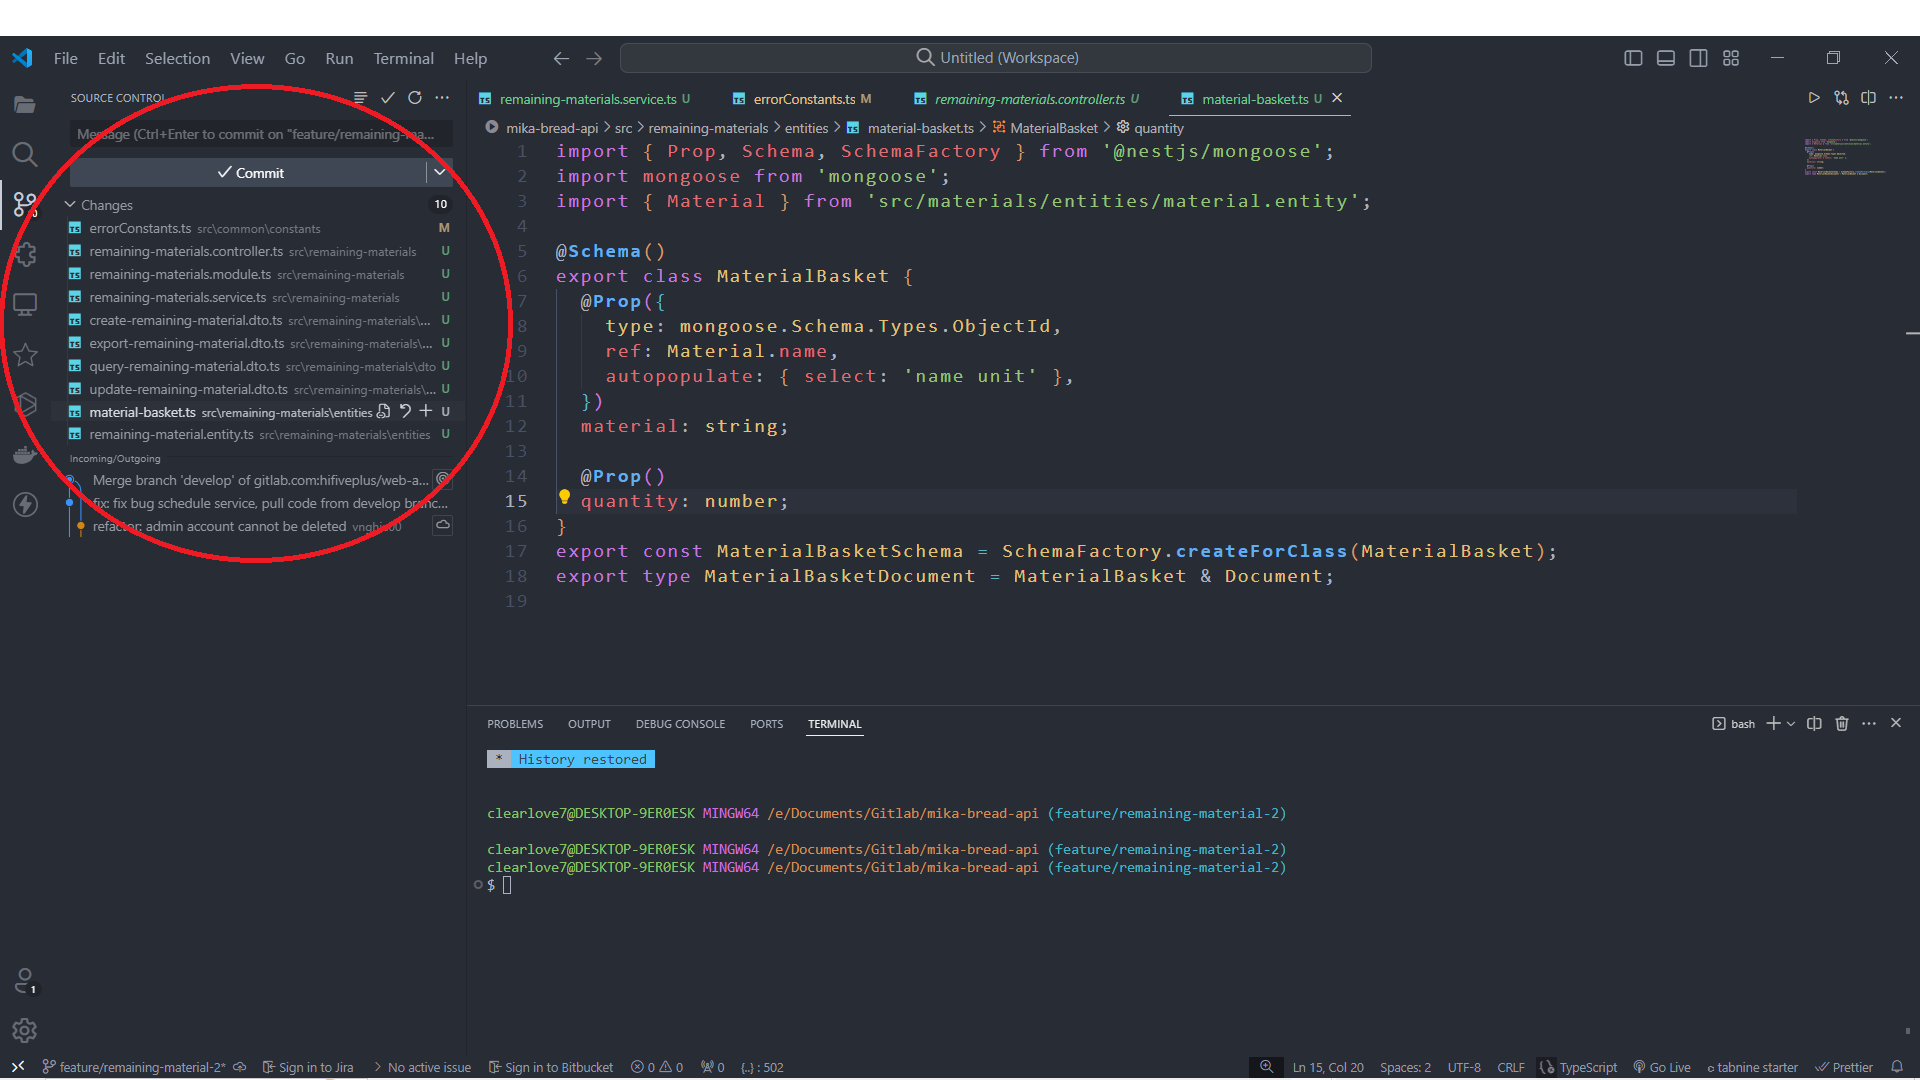 File Edit Selection View Go Run Terminal Help
Untitled (Workspace)
SOURCE CONTROL
Message (Ctrl+Enter to commit on "feature/remaining-ma...
Commit
Changes 10
errorConstants.ts src\common\constants M
remaining-materials.controller.ts src\remaining-materials U
remaining-materials.module.ts src\remaining-materials U
remaining-materials.service.ts src\remaining-materials U
create-remaining-material.dto.ts src\remaining-materials\... U
export-remaining-material.dto.ts src\remaining-materials\... U
query-remaining-material.dto.ts src\remaining-materials\dto U
update-remaining-material.dto.ts src\remaining-materials\... U
material-basket.ts src\remaining-materials\entities U
remaining-material.entity.ts src\remaining-materials\entities U
Incoming/Outgoing
Merge branch 'develop' of gitlab.com:hifiveplus/web-a...
fix: fix bug schedule service, pull code from develop branc...
refactor: admin account cannot be deleted
remaining-materials.service.ts U errorConstants.ts M remaining-materials.controller.ts U material-basket.ts U
mika-bread-api > src > remaining-materials > entities > TS material-basket.ts > MaterialBasket > quantity
1 import { Prop, Schema, SchemaFactory } from '@nestjs/mongoose';
2 import mongoose from 'mongoose';
3 import { Material } from 'src/materials/entities/material.entity';
4
5 @Schema()
6 export class MaterialBasket {
7 @Prop({
8 type: mongoose.Schema.Types.ObjectId,
9 ref: Material.name,
10 autopopulate: { select: 'name unit' },
11 })
12 material: string;
13
14 @Prop()
15 quantity: number;
16 }
17 export const MaterialBasketSchema = SchemaFactory.createForClass(MaterialBasket);
18 export type MaterialBasketDocument = MaterialBasket & Document;
19
PROBLEMS OUTPUT DEBUG CONSOLE PORTS TERMINAL
bash
* History restored
clearlove7@DESKTOP-9ER0ESK MINGW64 /e/Documents/Gitlab/mika-bread-api (feature/remaining-material-2)
clearlove7@DESKTOP-9ER0ESK MINGW64 /e/Documents/Gitlab/mika-bread-api (feature/remaining-material-2)
clearlove7@DESKTOP-9ER0ESK MINGW64 /e/Documents/Gitlab/mika-bread-api (feature/remaining-material-2)
$
1
feature/remaining-material-2* Sign in to Jira No active issue Sign in to Bitbucket 0 0 0 {..} : 502 Ln 15, Col 20 Spaces: 2 UTF-8 CRLF TypeScript Go Live tabnine starter Prettier